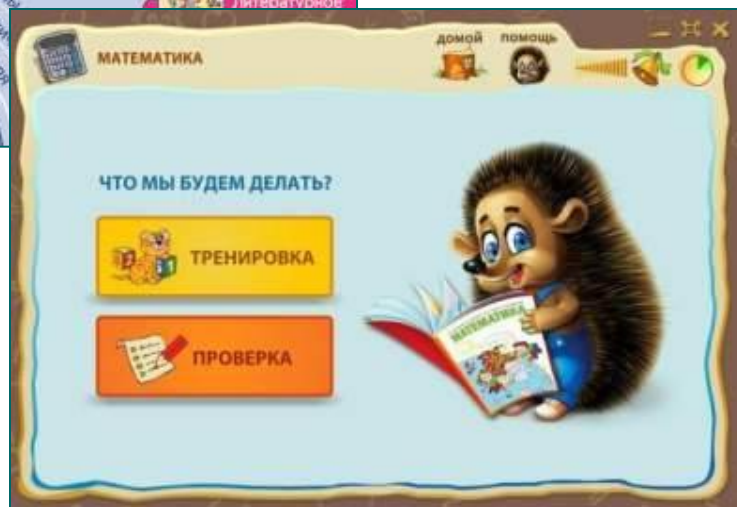 Литературное
МАТЕМАТИКА
ДОМОЙ
ПОМОЩЬ
ЧТО МЫ БУДЕМ ДЕЛАТЬ?
ТРЕНИРОВКА
МАТЕМАТИКА
ПРОВЕРКА